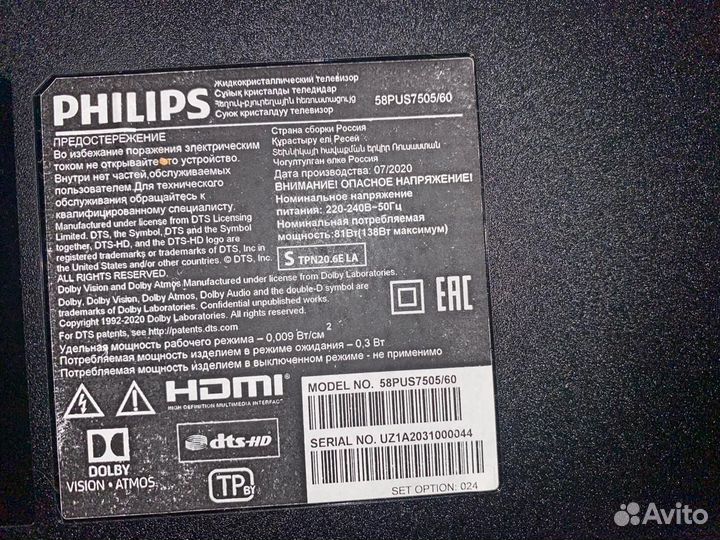 PHILIPS
Жидкокристаллический телевизор
Сұйық кристалды теледидар
Հեղուկ-բյուրեղային հեռուստացույց
Суюк кристалдуу телевизор
58PUS7505/60
ПРЕДОСТЕРЕЖЕНИЕ
Во избежание поражения электрическим
током не открывайте это устройство.
Внутри нет частей,обслуживаемых
пользователем.Для технического
обслуживания обращайтесь к
квалифицированному специалисту.
Manufactured under license from DTS Licensing
Limited. DTS, the Symbol, DTS and the Symbol
together, DTS-HD, and the DTS-HD logo are
registered trademarks or trademarks of DTS, Inc in
the United States and/or other countries. © DTS, Inc.
ALL RIGHTS RESERVED.
Страна сборки Россия
Құрастыру елі Ресей
Տեխնիկայի հավաքման երկիր Ռուսաստան
Чогултулган өлкө Россия
Дата производства: 07/2020
ВНИМАНИЕ! ОПАСНОЕ НАПРЯЖЕНИЕ!
Номинальное напряжение
питания: 220-240В~50Гц
Номинальная потребляемая
мощность:81Вт(138Вт максимум)
S TPN20.6E LA
Dolby Vision and Dolby Atmos Manufactured under license from Dolby Laboratories.
Dolby, Dolby Vision, Dolby Atmos, Dolby Audio and the double-D symbol are
trademarks of Dolby Laboratories. Confidential unpublished works.
Copyright 1992-2020 Dolby Laboratories. All rights reserved.
For DTS patents, see http://patents.dts.com
EAC
Удельная мощность рабочего режима – 0,009 Вт/см2
Потребляемая мощность изделием в режиме ожидания – 0,3 Вт
Потребляемая мощность изделием в выключенном режиме - не применимо
HDMI
HIGH DEFINITION MULTIMEDIA INTERFACE
DOLBY
VISION·ATMOS
dts-HD
TP BY
MODEL NO. 58PUS7505/60
SERIAL NO. UZ1A2031000044
SET OPTION: 024
Avito